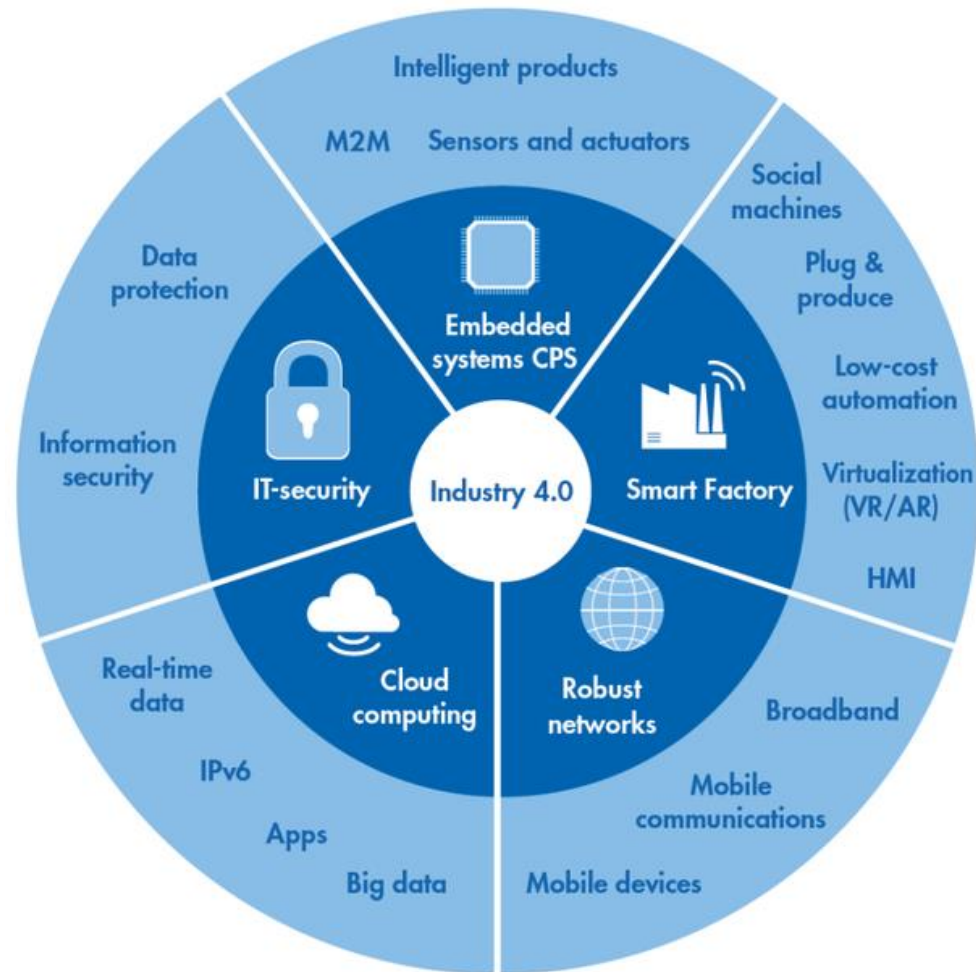 Intelligent products
M2M
Sensors and actuators
Embedded
systems CPS
Social
machines
Plug &
produce
Low-cost
automation
Virtualization
(VR/AR)
HMI
Smart Factory
Broadband
Mobile
communications
Mobile devices
Robust
networks
Real-time
data
IPv6
Apps
Big data
Cloud
computing
Data
protection
Information
security
IT-security
Industry 4.0